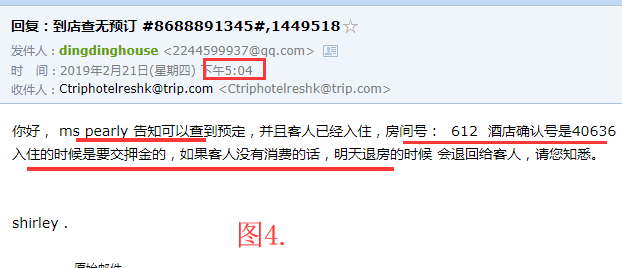 回复：到店查无预订 #8688891345#,1449518☆
发件人：dingdinghouse <2244599937@qq.com>
时 间：2019年2月21日(星期四) 下午5:04
收件人：Ctriphotelreshk@trip.com <Ctriphotelreshk@trip.com>
你好， ms pearly 告知可以查到预定，并且客人已经入住，房间号： 612 酒店确认号是40636
入住的时候是要交押金的，如果客人没有消费的话，明天退房的时候 会退回给客人，请您知悉。
shirley .
图4.
原始邮件